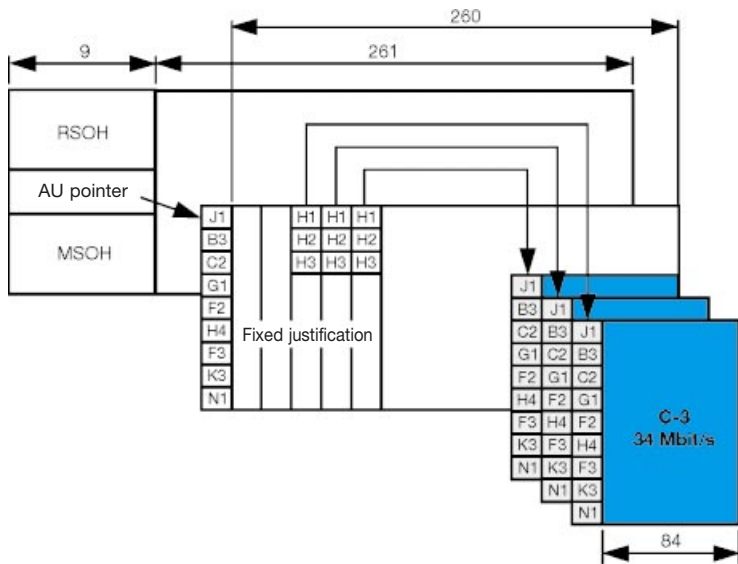 260
9
261
RSOH
AU pointer
MSOH
J1
B3
C2
G1
F2
H4
F3
K3
N1
H1 H1 H1
H2 H2 H2
H3 H3 H3
Fixed justification
J1
B3 J1
C2 B3 J1
G1 C2 B3
F2 G1 C2
H4 F2 G1
F3 H4 F2
K3 F3 H4
N1 K3 F3
N1 K3
N1
C-3
34 Mbit/s
84